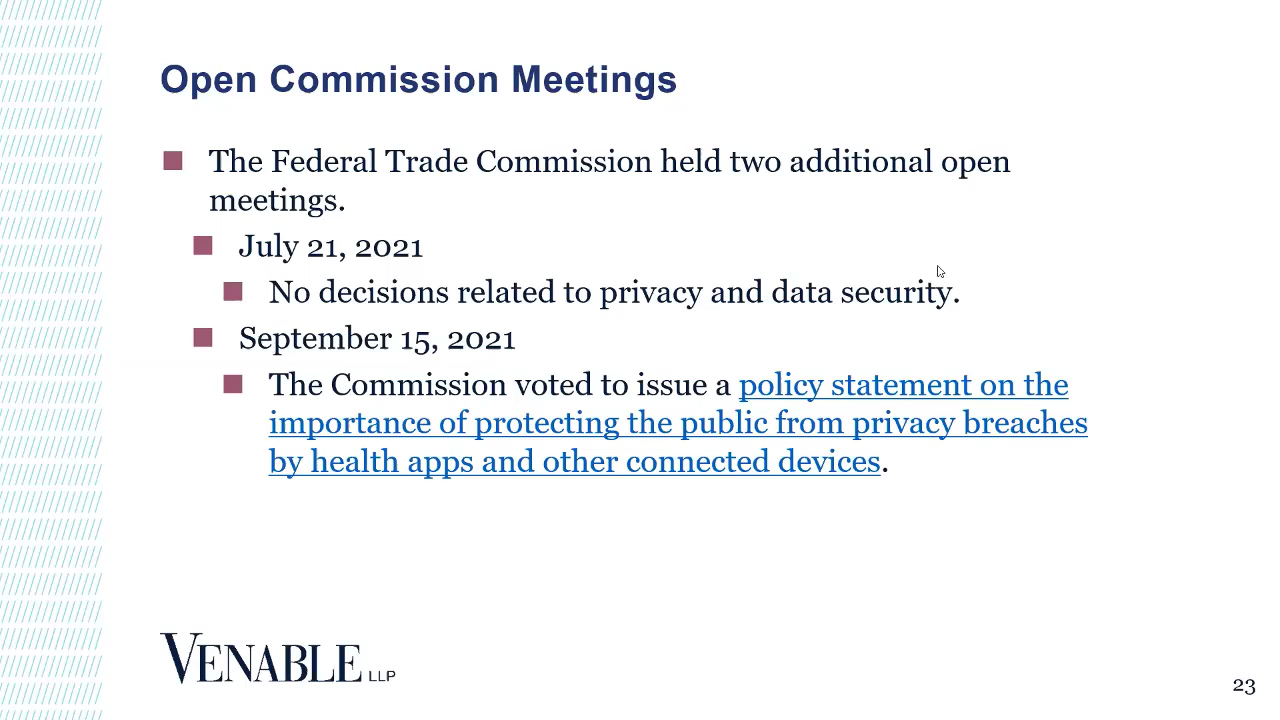 Open Commission Meetings
The Federal Trade Commission held two additional open
meetings.
July 21, 2021
No decisions related to privacy and data security.
September 15, 2021
The Commission voted to issue a policy statement on the
importance of protecting the public from privacy breaches
by health apps and other connected devices.
VENABLE LLP
23